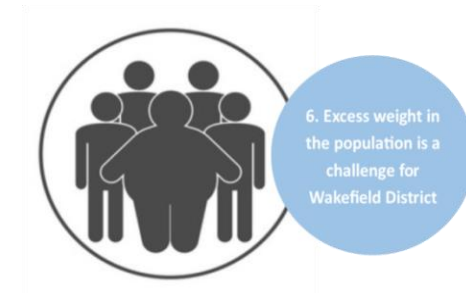 6. Excess weight in
the population is a
challenge for
Wakefield District